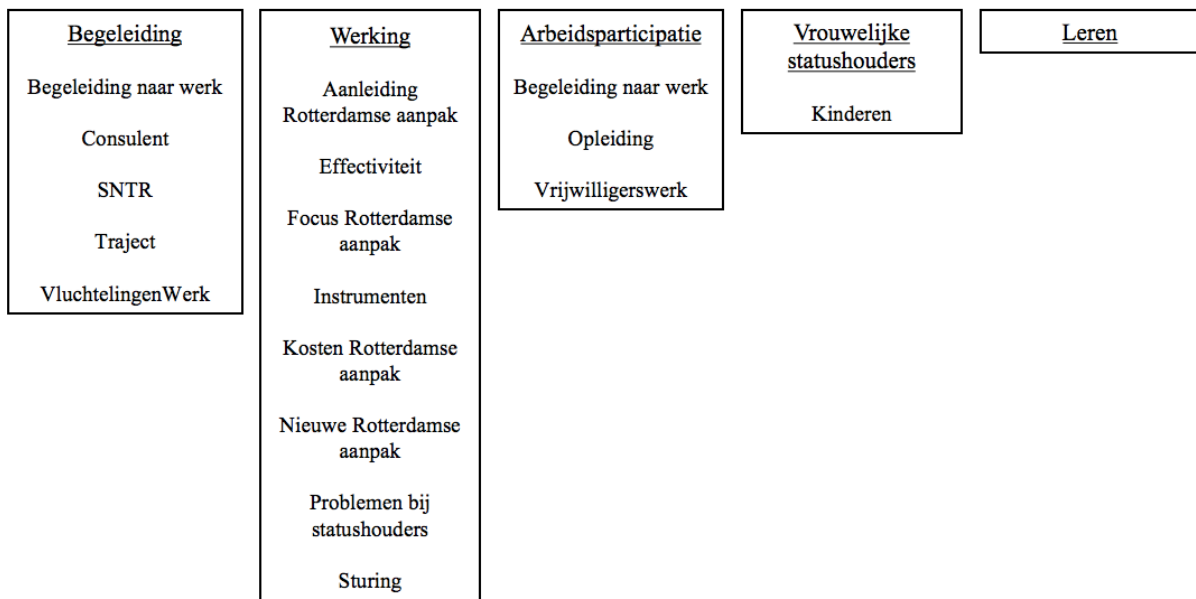 Begeleiding
Begeleiding naar werk
Consulent
SNTR
Traject
VluchtelingenWerk
Werking
Aanleiding
Rotterdamse aanpak
Effectiviteit
Focus Rotterdamse
aanpak
Instrumenten
Kosten Rotterdamse
aanpak
Nieuwe Rotterdamse
aanpak
Problemen bij
statushouders
Sturing
Arbeidsparticipatie
Begeleiding naar werk
Opleiding
Vrijwilligerswerk
Vrouwelijke
statushouders
Kinderen
Leren